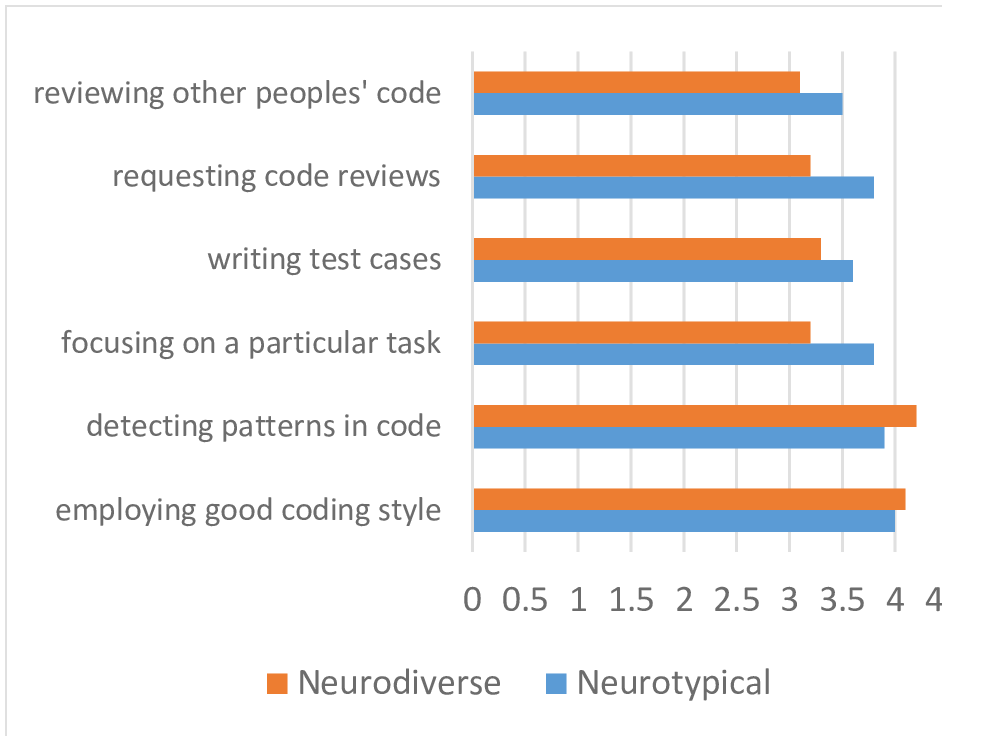 reviewing other peoples' code
requesting code reviews
writing test cases
focusing on a particular task
detecting patterns in code
employing good coding style
0 0.5 1 1.5 2 2.5 3 3.5 4 4
Neurodiverse Neurotypical